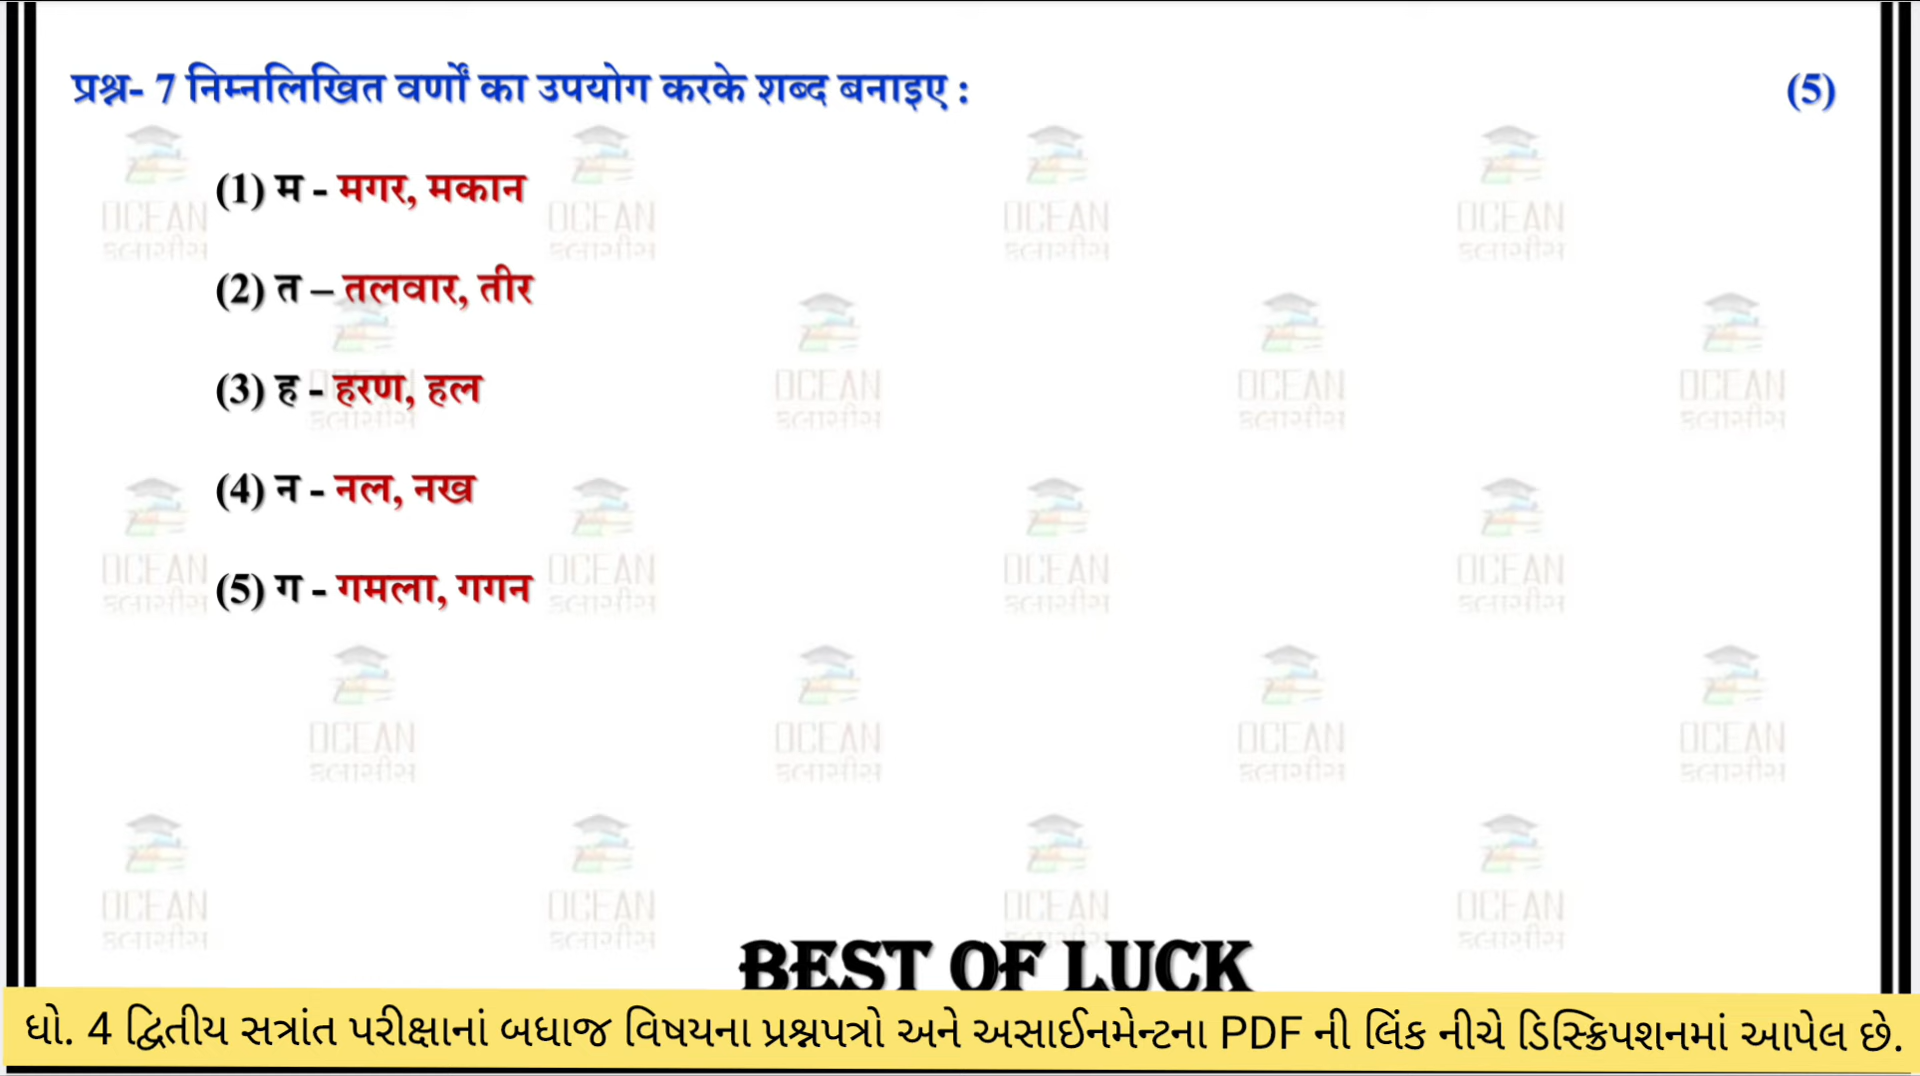 प्रश्न- 7 निम्नलिखित वर्णों का उपयोग करके शब्द बनाइए : (5)
(1) म - मगर, मकान
(2) त – तलवार, तीर
(3) ह - हरण, हल
(4) न - नल, नख
(5) ग - गमला, गगन
BEST OF LUCK
ધો. 4 દ્વિતીય સત્રાંત પરીક્ષાનાં બધાજ વિષયના પ્રશ્નપત્રો અને અસાઈનમેન્ટના PDF ની લિંક નીચે ડિસ્ક્રિપશનમાં આપેલ છે.
OCEAN
ક્લાસીસ